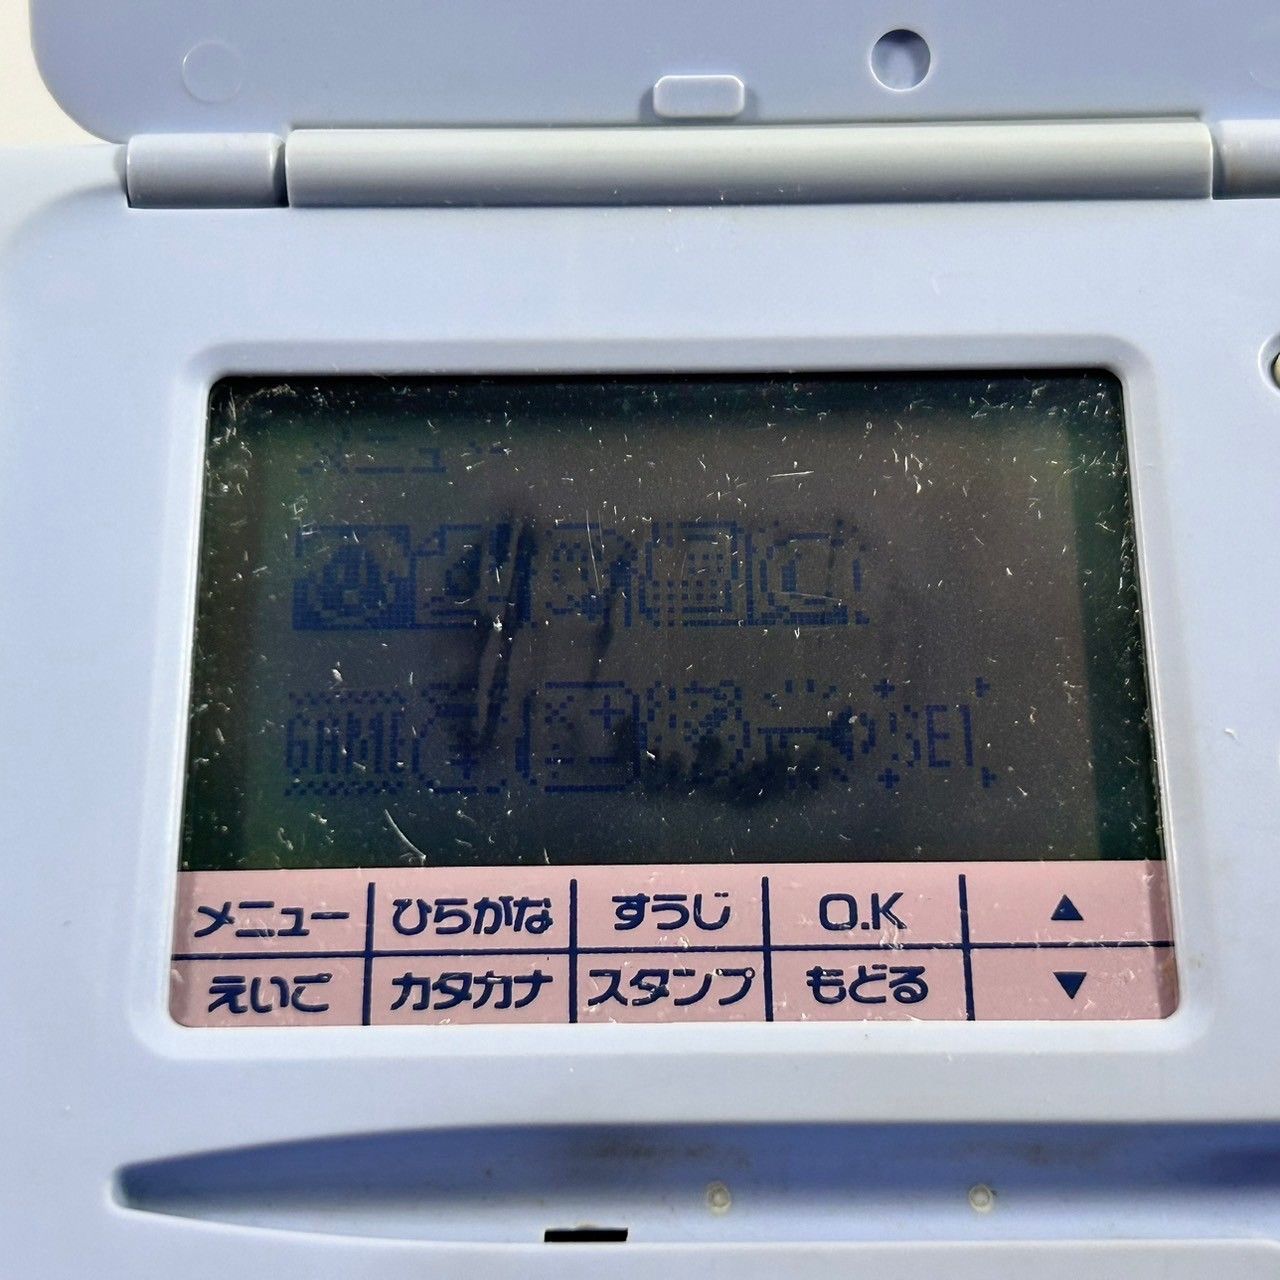 メニュー
GAME
SET
メニュー ひらがな すうじ O.K ▲
えいご カタカナ スタンプ もどる ▼